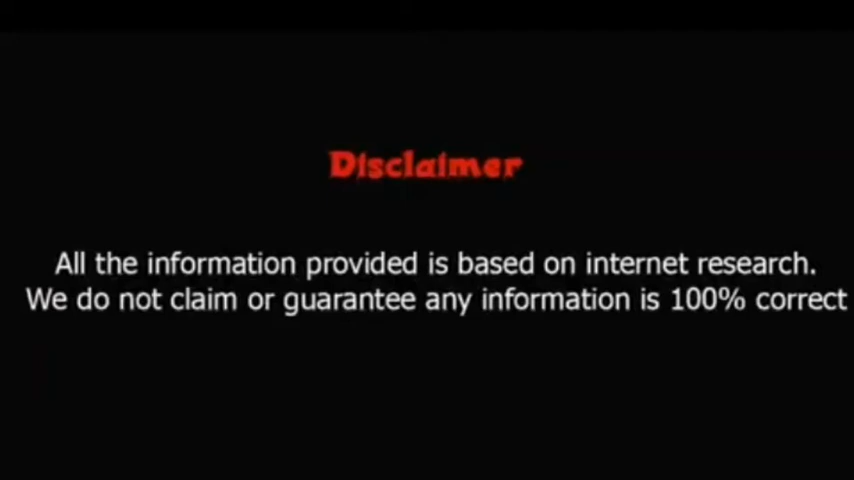 Disclaimer
All the information provided is based on internet research.
We do not claim or guarantee any information is 100% correct